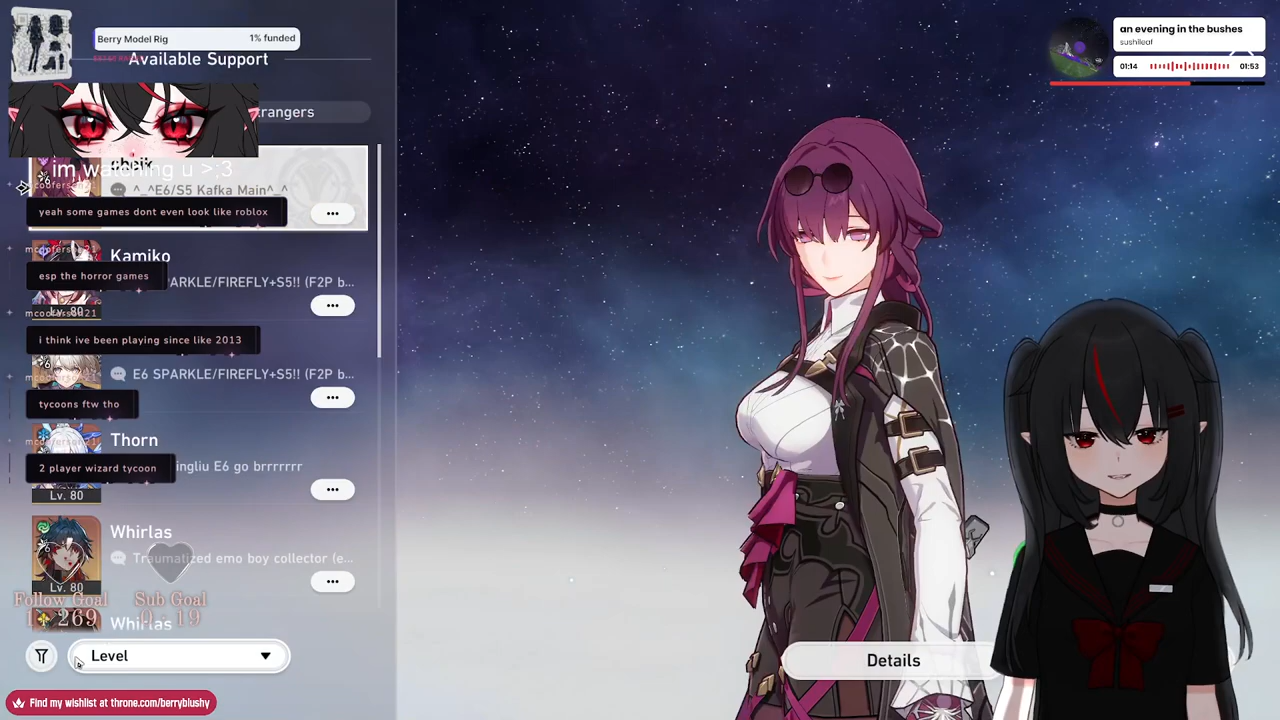 Berry Model Rig
1% funded
Available Support
an evening in the bushes
sushileaf
01:14
01:53
rangers
cheik
im watching u >;3
^_^E6/S5 Kafka Main^_^
yeah some games dont even look like roblox
Kamiko
esp the horror games
ARKLE/FIREFLY+S5!! (F2P b...
Lv. 80
mcooferson21
i think ive been playing since like 2013
E6 SPARKLE/FIREFLY+S5!! (F2P b...
tycoons ftw tho
Thorn
2 player wizard tycoon
ingliu E6 go brrrrrr
Lv. 80
Whirlas
Traumatized emo boy collector (e...
Lv. 80
Follow Goal
Sub Goal
269
19
Whirlas
Level
Details
Find my wishlist at throne.com/berryblushy